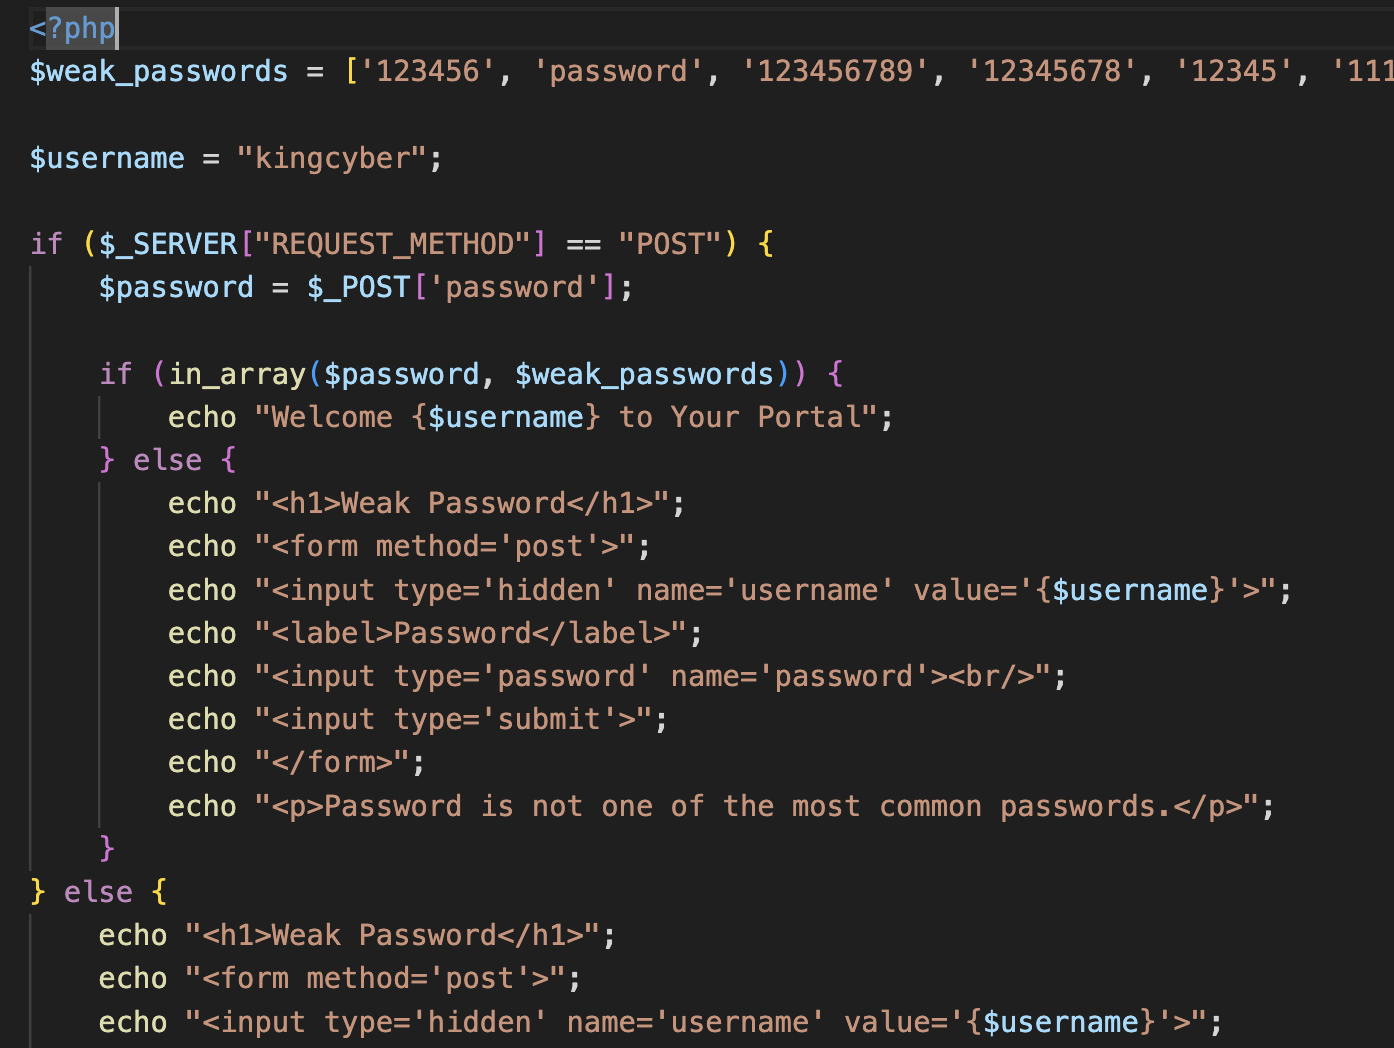 <?php
$weak_passwords = ['123456', 'password', '123456789', '12345678', '12345', '111
$username = "kingcyber";
if ($_SERVER["REQUEST_METHOD"] == "POST") {
    $password = $_POST['password'];
    if (in_array($password, $weak_passwords)) {
        echo "Welcome {$username} to Your Portal";
    } else {
        echo "<h1>Weak Password</h1>";
        echo "<form method='post'>";
        echo "<input type='hidden' name='username' value='{$username}'>";
        echo "<label>Password</label>";
        echo "<input type='password' name='password'><br/>";
        echo "<input type='submit'>";
        echo "</form>";
        echo "<p>Password is not one of the most common passwords.</p>";
    }
} else {
    echo "<h1>Weak Password</h1>";
    echo "<form method='post'>";
    echo "<input type='hidden' name='username' value='{$username}'>";